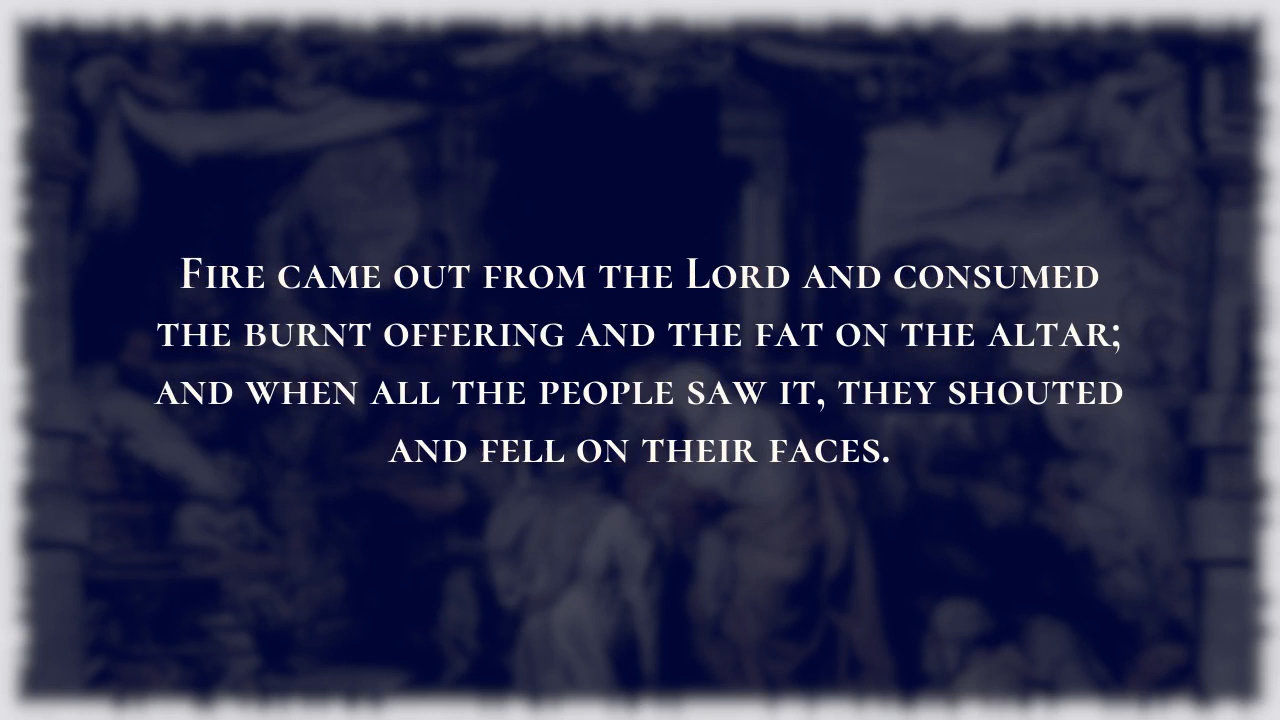 Fire came out from the Lord and consumed
the burnt offering and the fat on the altar;
and when all the people saw it, they shouted
and fell on their faces.